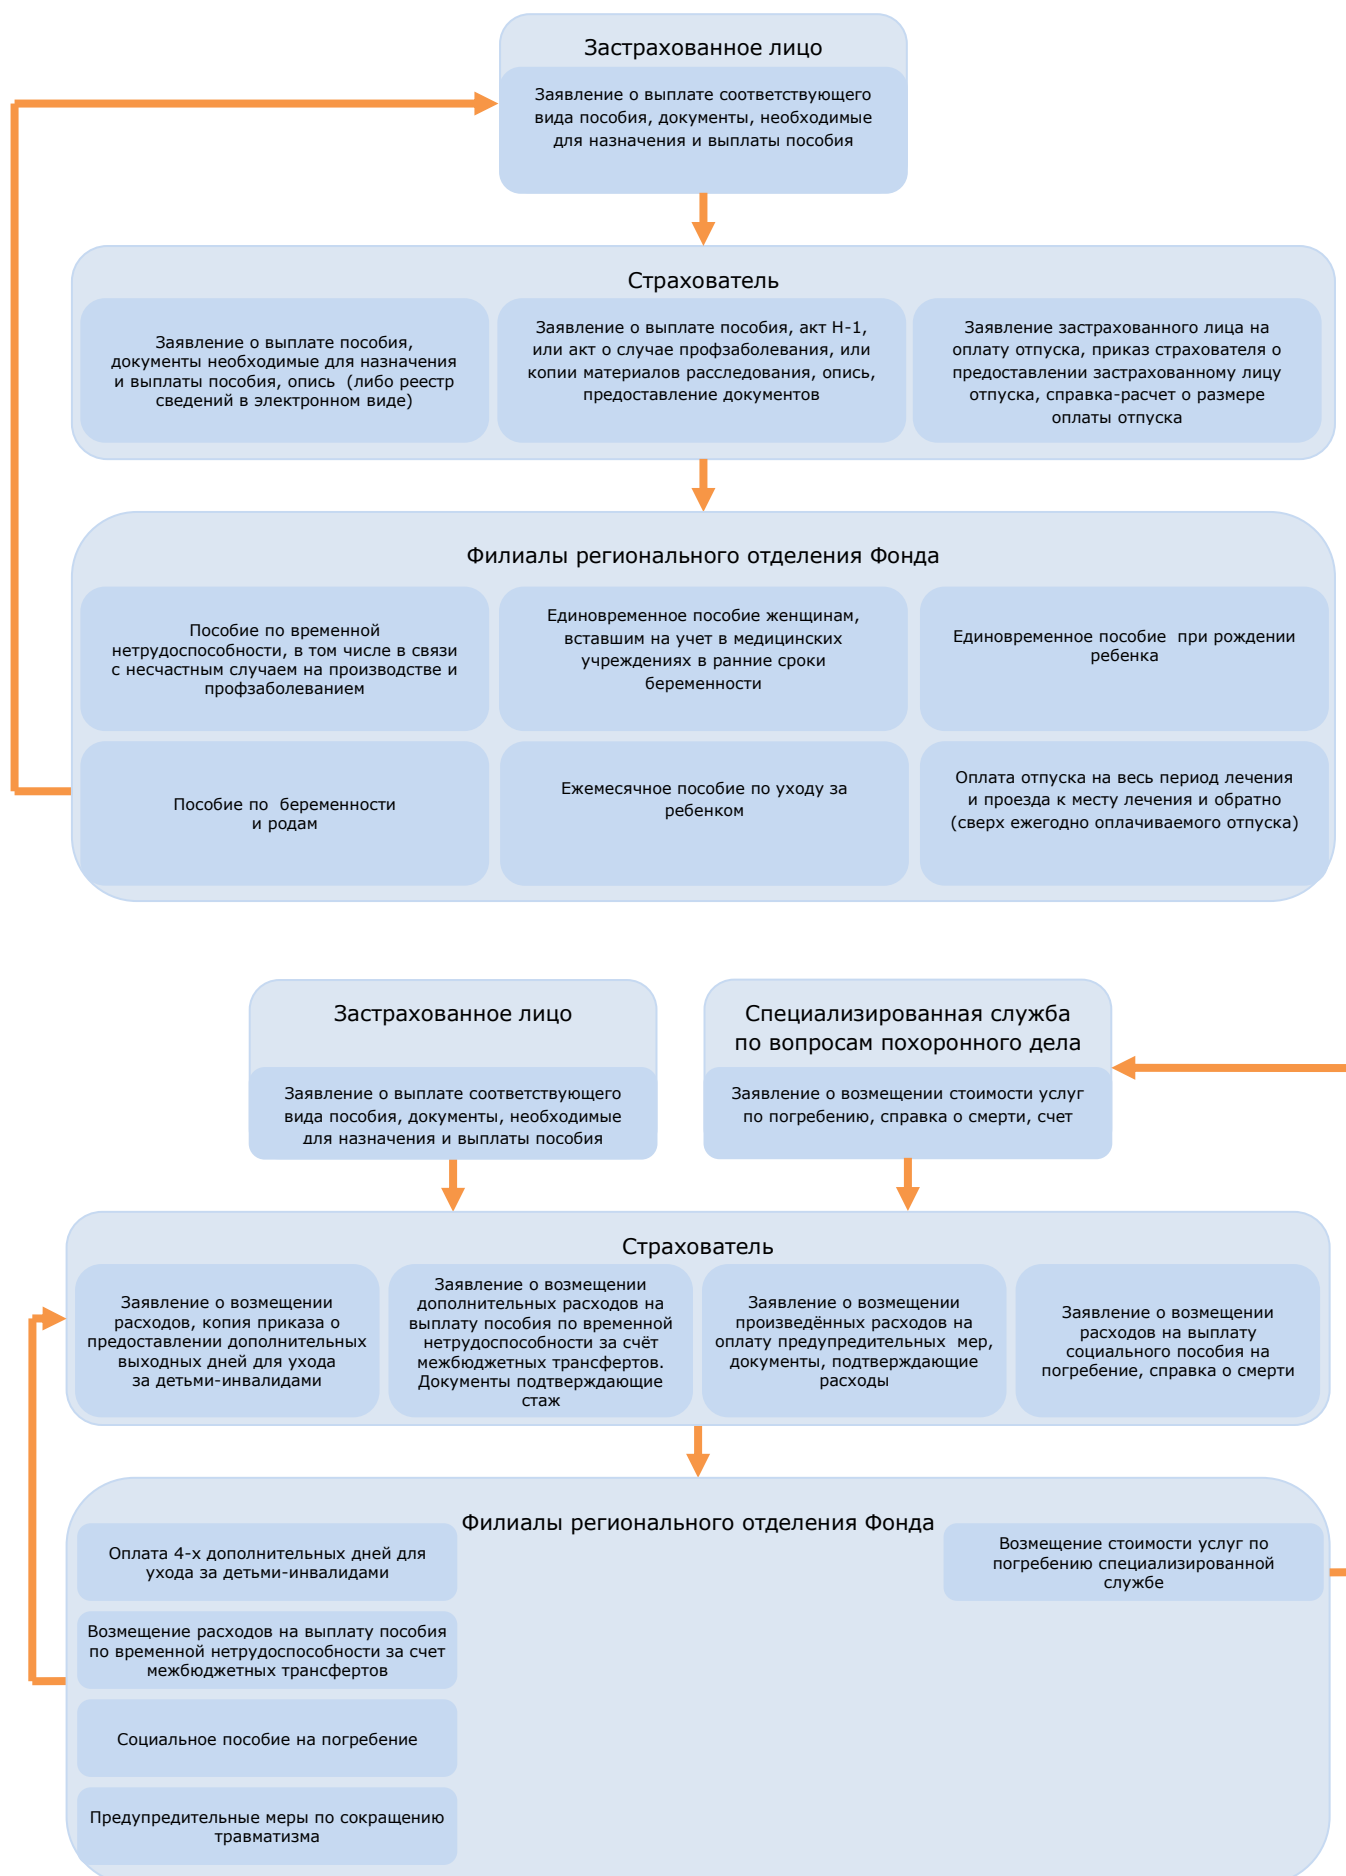 Застрахованное лицо
Заявление о выплате соответствующего
вида пособия, документы, необходимые
для назначения и выплаты пособия
Страхователь
Заявление о выплате пособия,
документы необходимые для назначения
и выплаты пособия, опись (либо реестр
сведений в электронном виде)
Заявление о выплате пособия, акт Н-1,
или акт о случае профзаболевания, или
копии материалов расследования, опись,
предоставление документов
Заявление застрахованного лица на
оплату отпуска, приказ страхователя о
предоставлении застрахованному лицу
отпуска, справка-расчет о размере
оплаты отпуска
Филиалы регионального отделения Фонда
Пособие по временной
нетрудоспособности, в том числе в связи
с несчастным случаем на производстве и
профзаболеванием
Единовременное пособие женщинам,
вставшим на учет в медицинских
учреждениях в ранние сроки
беременности
Единовременное пособие при рождении
ребенка
Пособие по беременности
и родам
Ежемесячное пособие по уходу за
ребенком
Оплата отпуска на весь период лечения
и проезда к месту лечения и обратно
(сверх ежегодно оплачиваемого отпуска)
Застрахованное лицо
Заявление о выплате соответствующего
вида пособия, документы, необходимые
для назначения и выплаты пособия
Специализированная служба
по вопросам похоронного дела
Заявление о возмещении стоимости услуг
по погребению, справка о смерти, счет
Страхователь
Заявление о возмещении
расходов, копия приказа о
предоставлении дополнительных
выходных дней для ухода
за детьми-инвалидами
Заявление о возмещении
дополнительных расходов на
выплату пособия по временной
нетрудоспособности за счёт
межбюджетных трансфертов.
Документы подтверждающие
стаж
Заявление о возмещении
произведённых расходов на
оплату предупредительных мер,
документы, подтверждающие
расходы
Заявление о возмещении
расходов на выплату
социального пособия на
погребение, справка о смерти
Филиалы регионального отделения Фонда
Оплата 4-х дополнительных дней для
ухода за детьми-инвалидами
Возмещение расходов на выплату пособия
по временной нетрудоспособности за счет
межбюджетных трансфертов
Социальное пособие на погребение
Предупредительные меры по сокращению
травматизма
Возмещение стоимости услуг по
погребению специализированной
службе